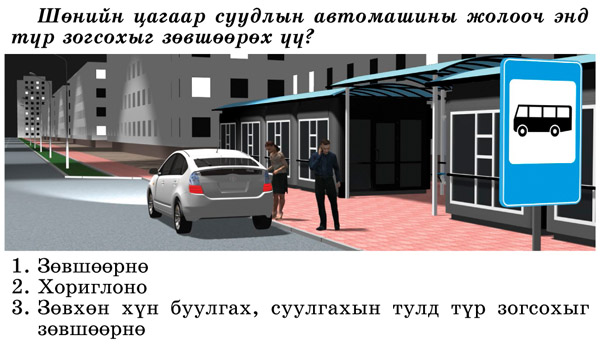 Шөнийн цагаар суудлын автомашины жолооч энд
түр зогсохыг зөвшөөрөх үү?
1. Зөвшөөрнө
2. Хориглоно
3. Зөвхөн хүн буулгах, суулгахын тулд түр зогсохыг
зөвшөөрнө